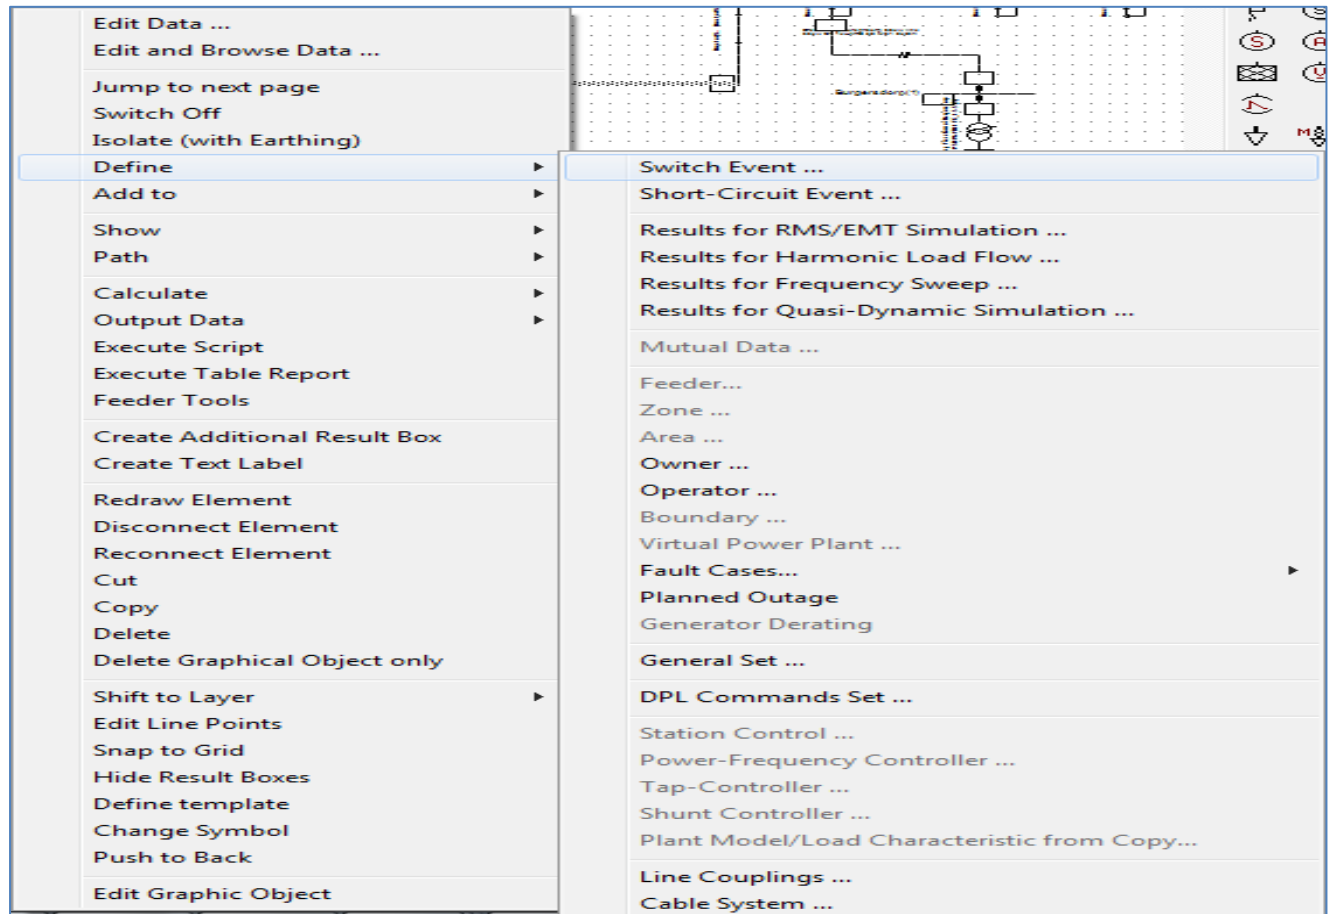 Edit Data ...
Edit and Browse Data ...
Jump to next page
Switch Off
Isolate (with Earthing)
Define
Add to
Show
Path
Calculate
Output Data
Execute Script
Execute Table Report
Feeder Tools
Create Additional Result Box
Create Text Label
Redraw Element
Disconnect Element
Reconnect Element
Cut
Copy
Delete
Delete Graphical Object only
Shift to Layer
Edit Line Points
Snap to Grid
Hide Result Boxes
Define template
Change Symbol
Push to Back
Edit Graphic Object
Switch Event ...
Short-Circuit Event ...
Results for RMS/EMT Simulation ...
Results for Harmonic Load Flow ...
Results for Frequency Sweep ...
Results for Quasi-Dynamic Simulation ...
Mutual Data ...
Feeder...
Zone ...
Area ...
Owner ...
Operator ...
Boundary ...
Virtual Power Plant ...
Fault Cases...
Planned Outage
Generator Derating
General Set ...
DPL Commands Set ...
Station Control ...
Power-Frequency Controller ...
Tap-Controller ...
Shunt Controller ...
Plant Model/Load Characteristic from Copy...
Line Couplings ...
Cable System ...
S
A
V
M